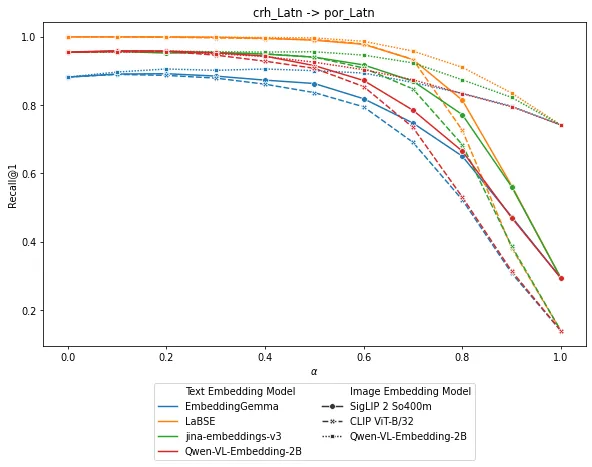 crh_Latn -> por_Latn
Recall@1
1.0
0.8
0.6
0.4
0.2
0.0 0.2 0.4 0.6 0.8 1.0
α
Text Embedding Model
EmbeddingGemma
LaBSE
jina-embeddings-v3
Qwen-VL-Embedding-2B
Image Embedding Model
SigLIP 2 So400m
CLIP ViT-B/32
Qwen-VL-Embedding-2B